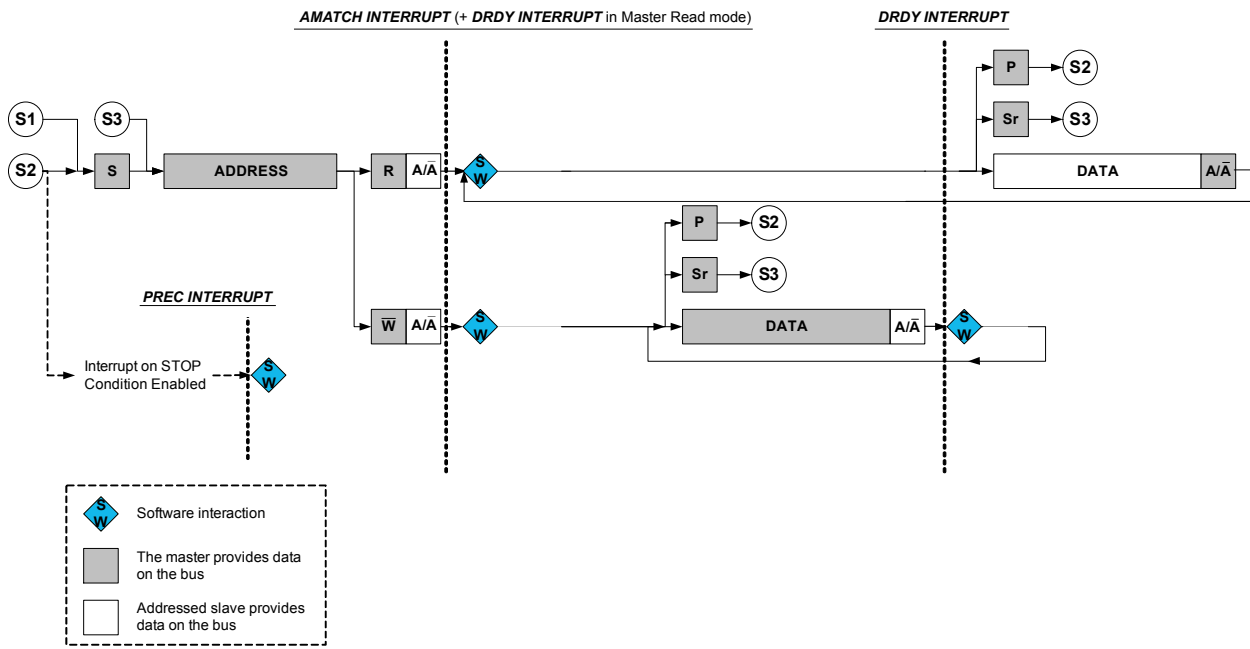 AMATCH INTERRUPT (+ DRDY INTERRUPT in Master Read mode)
DRDY INTERRUPT
P
S2
S1
S3
Sr
S3
S2
S
ADDRESS
R
A/A̅
S
W
DATA
A/A̅
P
S2
Sr
S3
PREC INTERRUPT
W̅
A/A̅
S
W
DATA
A/A̅
S
W
Interrupt on STOP
Condition Enabled
S
W
S
W
Software interaction
The master provides data
on the bus
Addressed slave provides
data on the bus